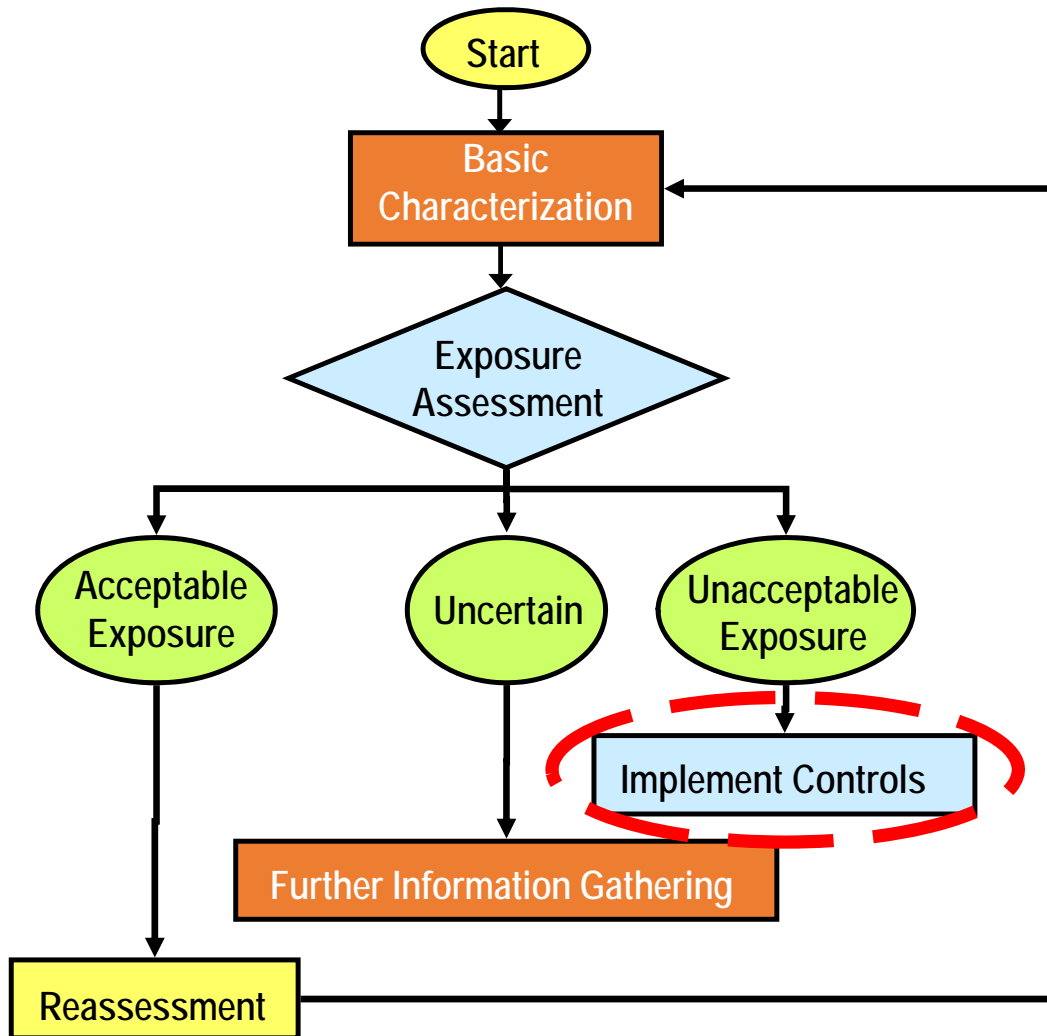 Start
Basic
Characterization
Exposure
Assessment
Acceptable
Exposure
Uncertain
Unacceptable
Exposure
Implement Controls
Further Information Gathering
Reassessment